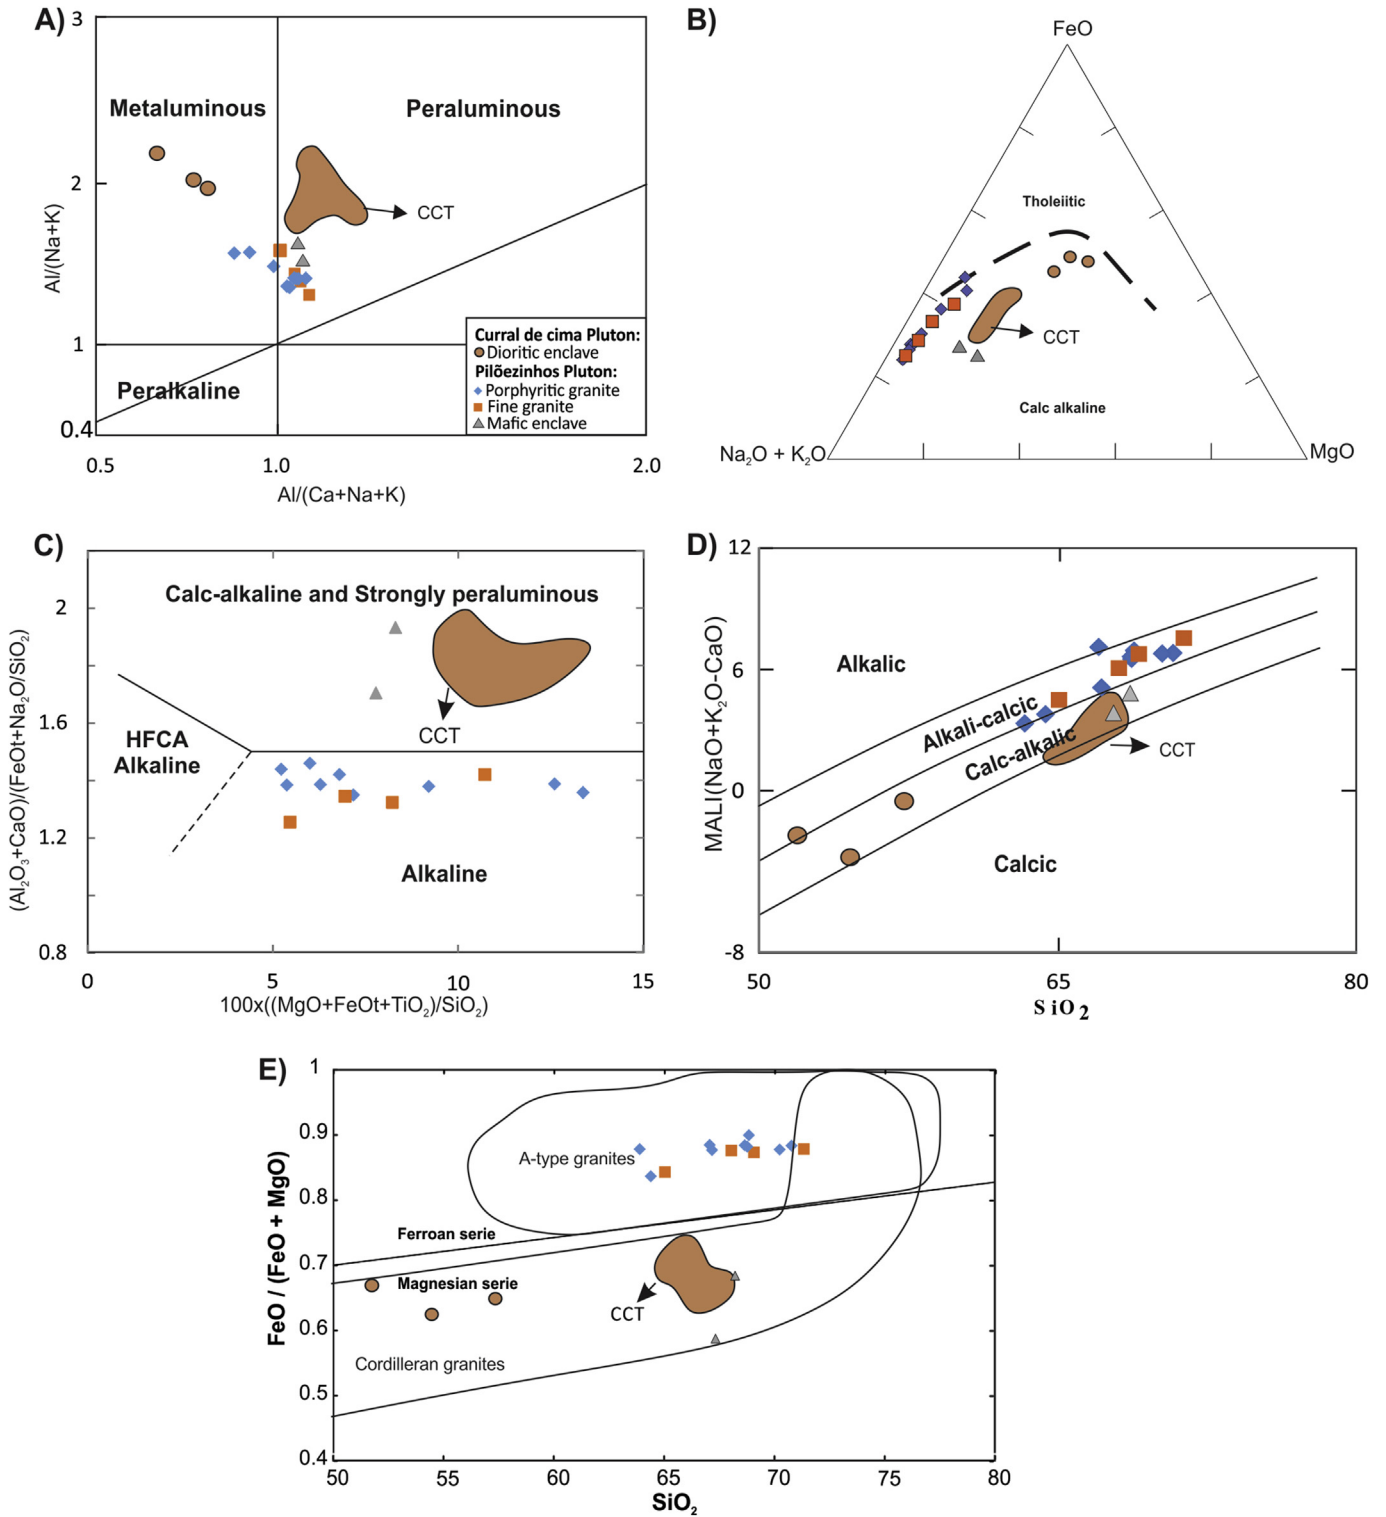 A)
3
Metaluminous
Peraluminous
2
CCT
Al/(Na+K)
1
Curral de cima Pluton:
Dioritic enclave
Pilõezinhos Pluton:
Porphyritic granite
Fine granite
Mafic enclave
Peralkaline
0.4
0.5
1.0
2.0
Al/(Ca+Na+K)
B)
FeO
Tholeiitic
CCT
Calc alkaline
Na2O + K2O
MgO
C)
Calc-alkaline and Strongly peraluminous
2
1.6
CCT
HFCA
Alkaline
(Al2O3+CaO)/(FeOt+Na2O/SiO2)
1.2
Alkaline
0.8
0
5
10
15
100x((MgO+FeOt+TiO2)/SiO2)
D)
12
Alkalic
6
Alkali-calcic
Calc-alkalic
CCT
MALI(NaO+K2O-CaO)
0
Calcic
-8
50
65
80
SiO2
E)
1
0.9
A-type granites
0.8
Ferroan serie
0.7
Magnesian serie
CCT
0.6
FeO / (FeO + MgO)
Cordilleran granites
0.5
0.4
50
55
60
65
70
75
80
SiO2